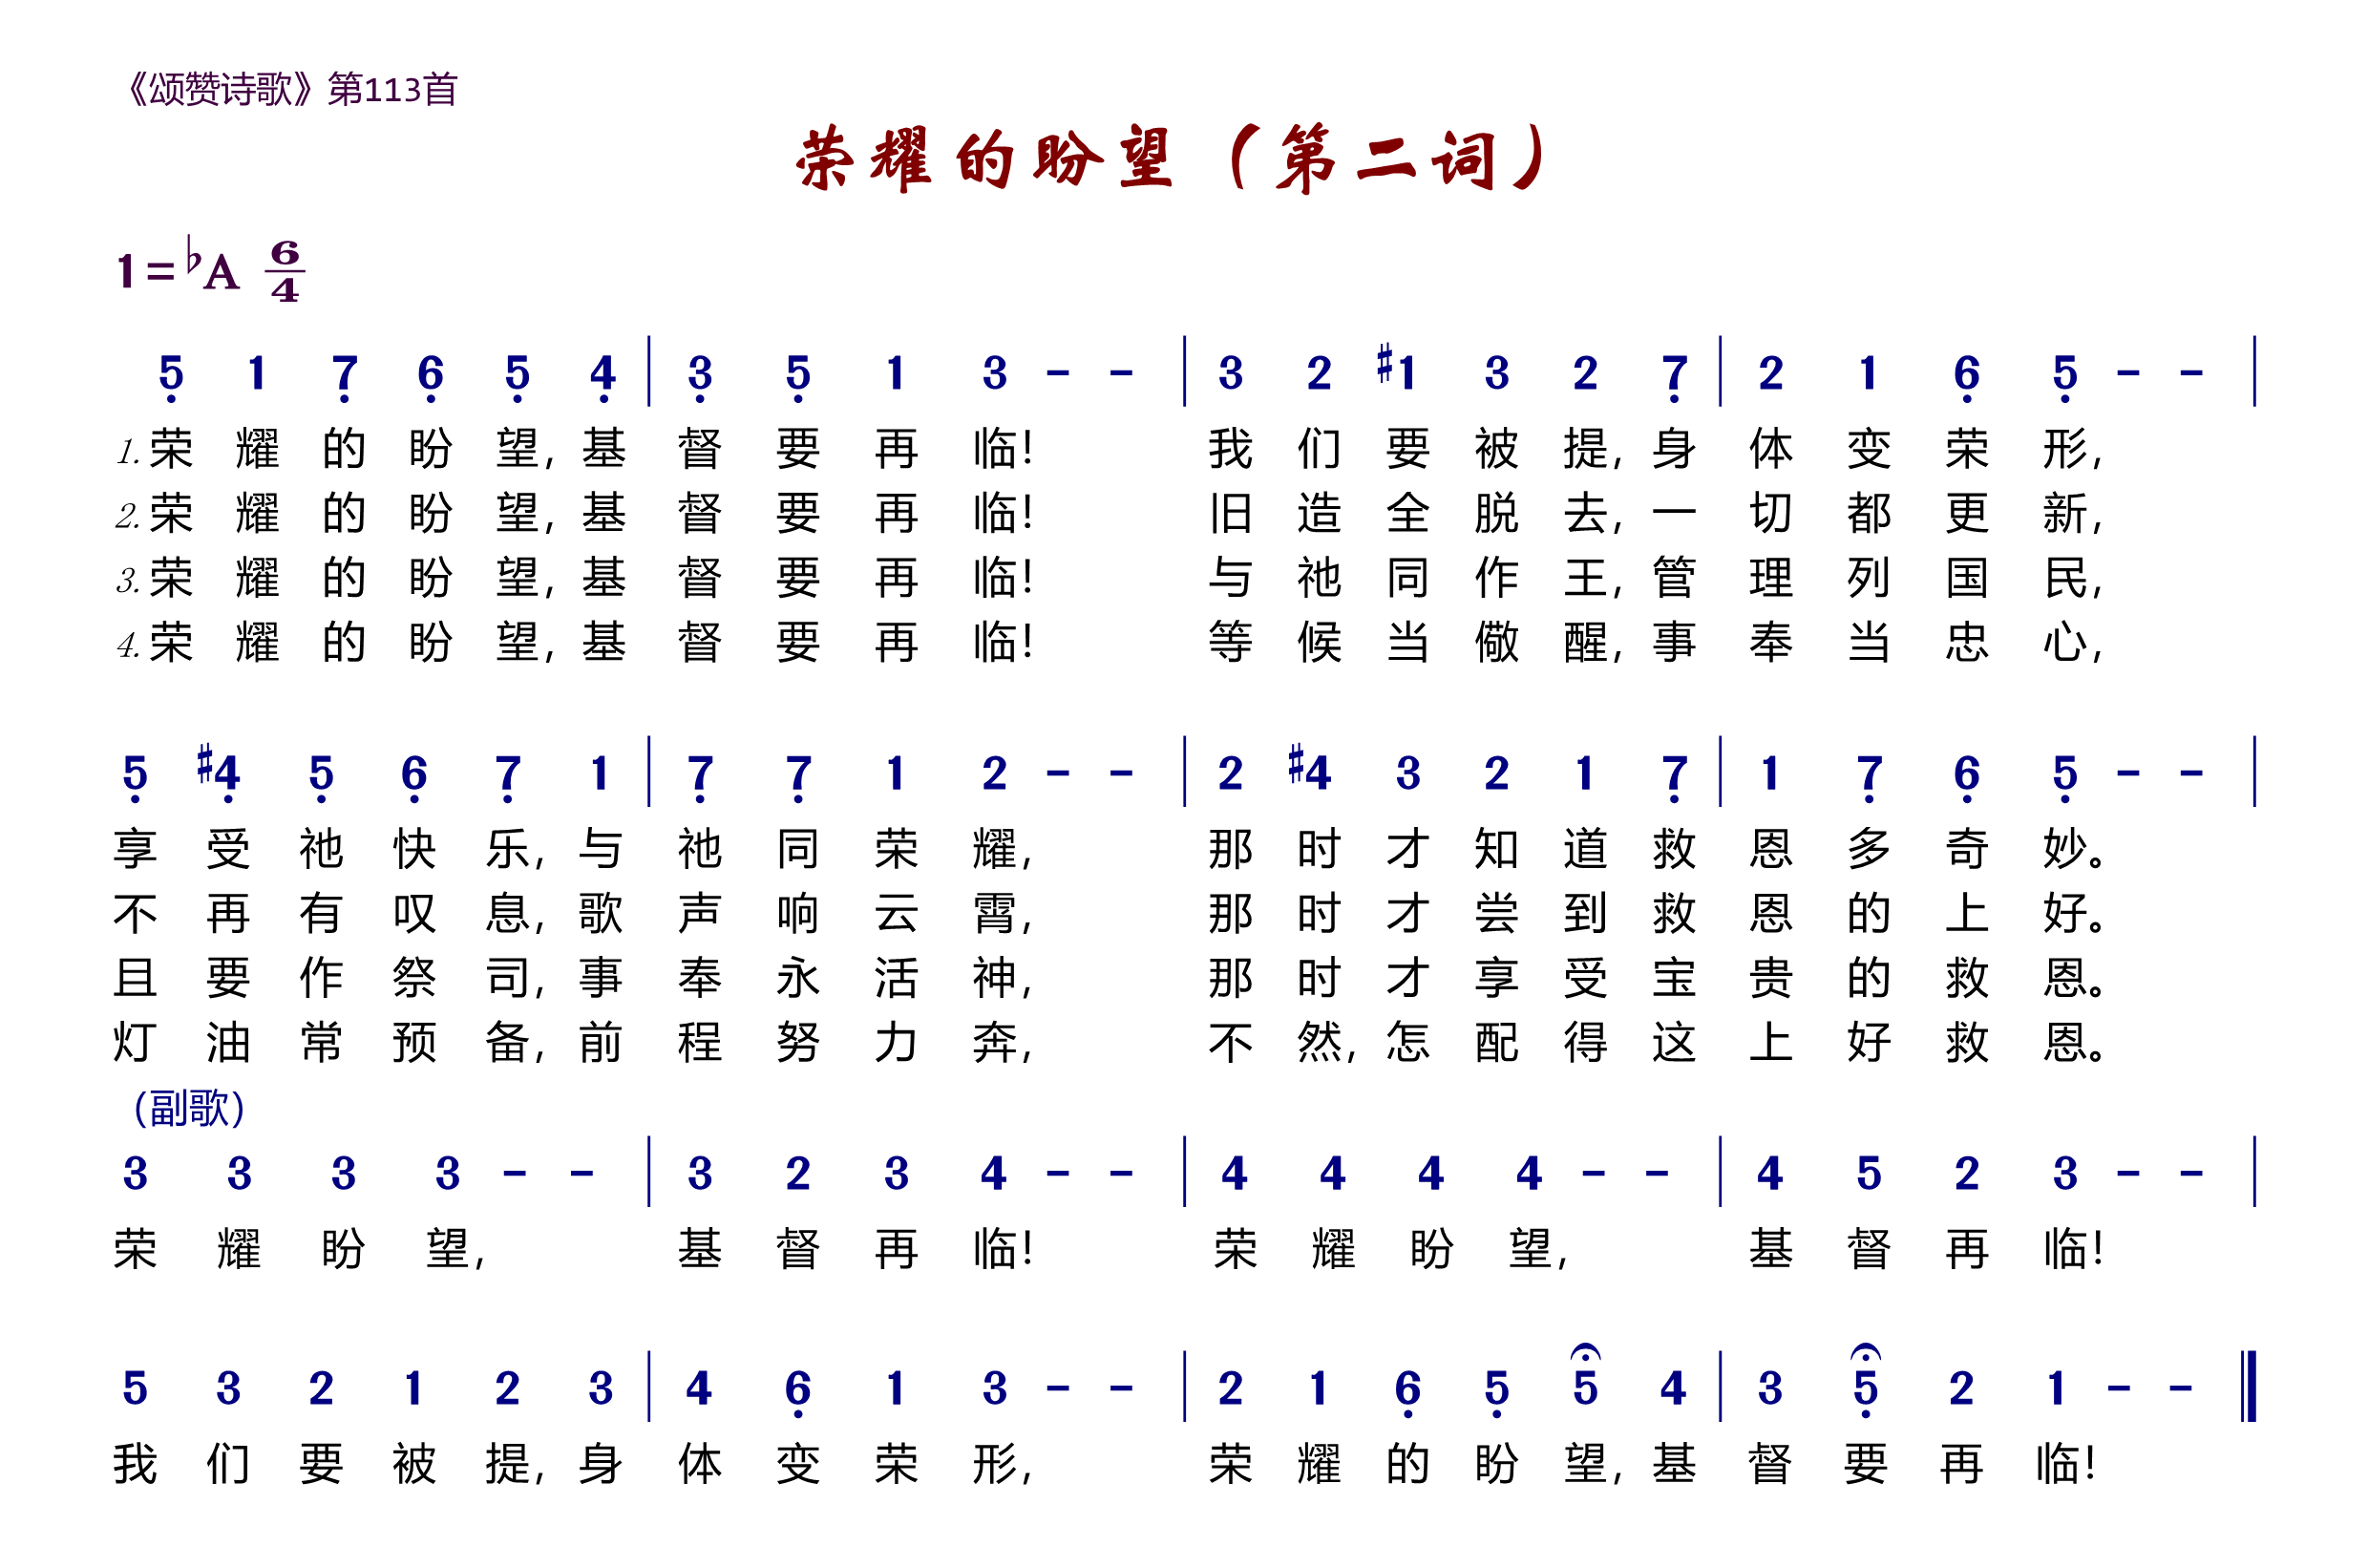 《颂赞诗歌》第113首
荣耀的盼望（第二词）
1=♭A 6/4
5̣ 1 7̣ 6̣ 5̣ 4̣ | 3̣ 5̣ 1 3 - - | 3 2 #1 3 2 7̣ | 2 1 6̣ 5̣ - - |
1.荣耀的盼望，基督要再临！我们要被提，身体变荣形，
2.荣耀的盼望，基督要再临！旧造全脱去，一切都更新，
3.荣耀的盼望，基督要再临！与祂同作王，管理列国民，
4.荣耀的盼望，基督要再临！等候当儆醒，事奉当忠心，
5̣ #4̣ 5̣ 6̣ 7̣ 1 | 7̣ 7̣ 1 2 - - | 2 #4 3 2 1 7̣ | 1 7̣ 6̣ 5̣ - - |
享受祂快乐，与祂同荣耀，那时才知道救恩多奇妙。
不再有叹息，歌声响云霄，那时才尝到救恩的上好。
且要作祭司，事奉永活神，那时才享受宝贵的救恩。
灯油常预备，前程努力奔，不然，怎配得这上好救恩。
（副歌）
3 3 3 3 - - | 3 2 3 4 - - | 4 4 4 4 - - | 4 5 2 3 - - |
荣耀盼望，基督再临！荣耀盼望，基督再临！
5 3 2 1 2 3 | 4 6̣ 1 3 - - | 2 1 6̣ 5̣ 5 4 | 3 5̣ 2 1 - - ‖
我们要被提，身体变荣形，荣耀的盼望，基督要再临！